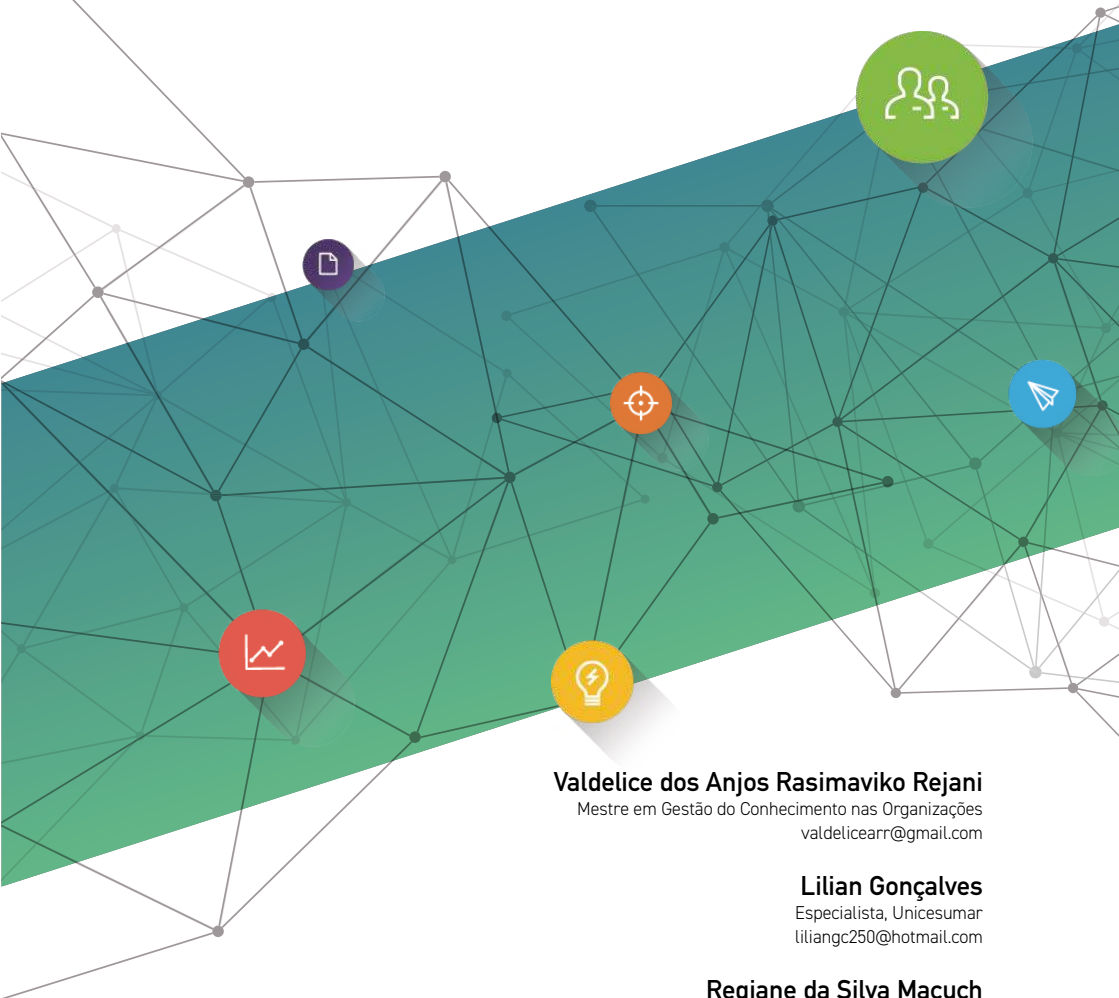 Valdelice dos Anjos Rasimaviko Rejani
Mestre em Gestão do Conhecimento nas Organizações
valdelicearr@gmail.com
Lilian Gonçalves
Especialista, Unicesumar
liliangc250@hotmail.com
Regiane da Silva Macuch